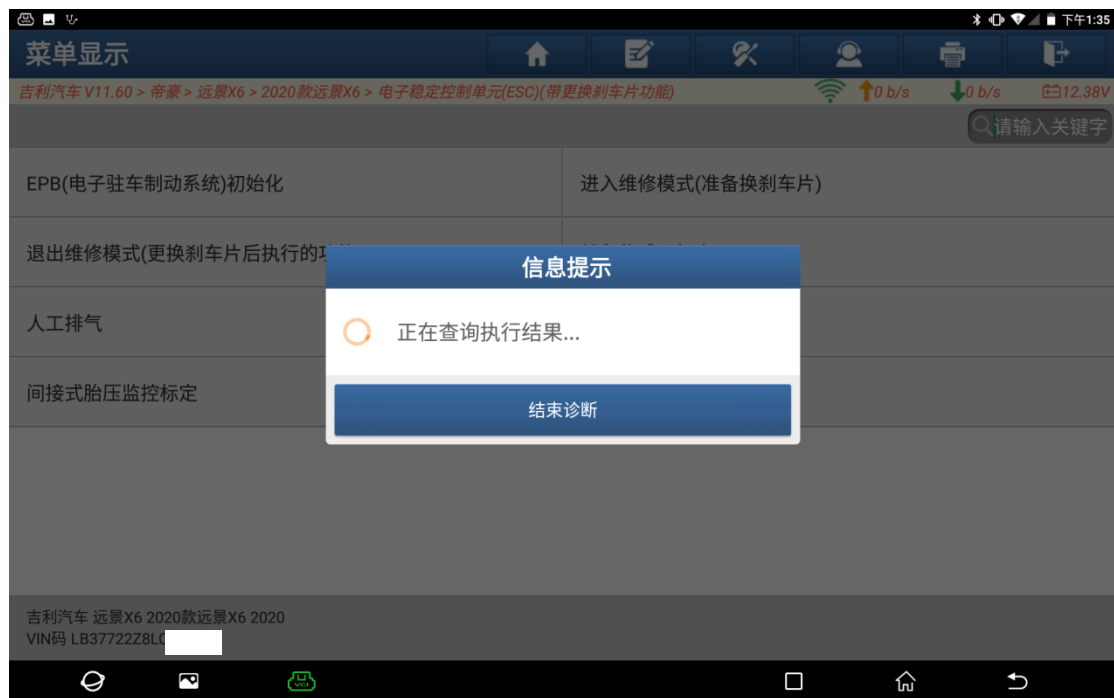 下午1:35
菜单显示
吉利汽车 V11.60 > 帝豪 > 远景X6 > 2020款远景X6 > 电子稳定控制单元(ESC)(带更换刹车片功能) 0 b/s 0 b/s 12.38V
请输入关键字
EPB(电子驻车制动系统)初始化 进入维修模式(准备换刹车片)
退出维修模式(更换刹车片后执行的
信息提示
人工排气
正在查询执行结果...
间接式胎压监控标定
结束诊断
吉利汽车 远景X6 2020款远景X6 2020
VIN码 LB37722Z8L
VCI